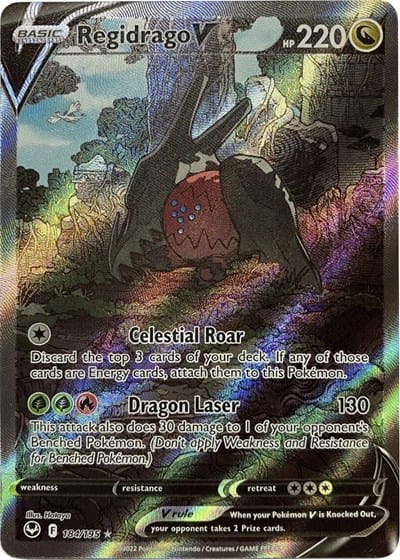 BASIC
Regidrago V
HP 220
Celestial Roar
Discard the top 3 cards of your deck. If any of those
cards are Energy cards, attach them to this Pokémon.
Dragon Laser 130
This attack also does 30 damage to 1 of your opponent's
Benched Pokémon. (Don't apply Weakness and Resistance
for Benched Pokémon.)
weakness resistance retreat
Illus. Hataya
F 184/195 ★
V rule
When your Pokémon V is Knocked Out,
your opponent takes 2 Prize cards.
©2022 Pokémon / Nintendo / Creatures / GAME FREAK